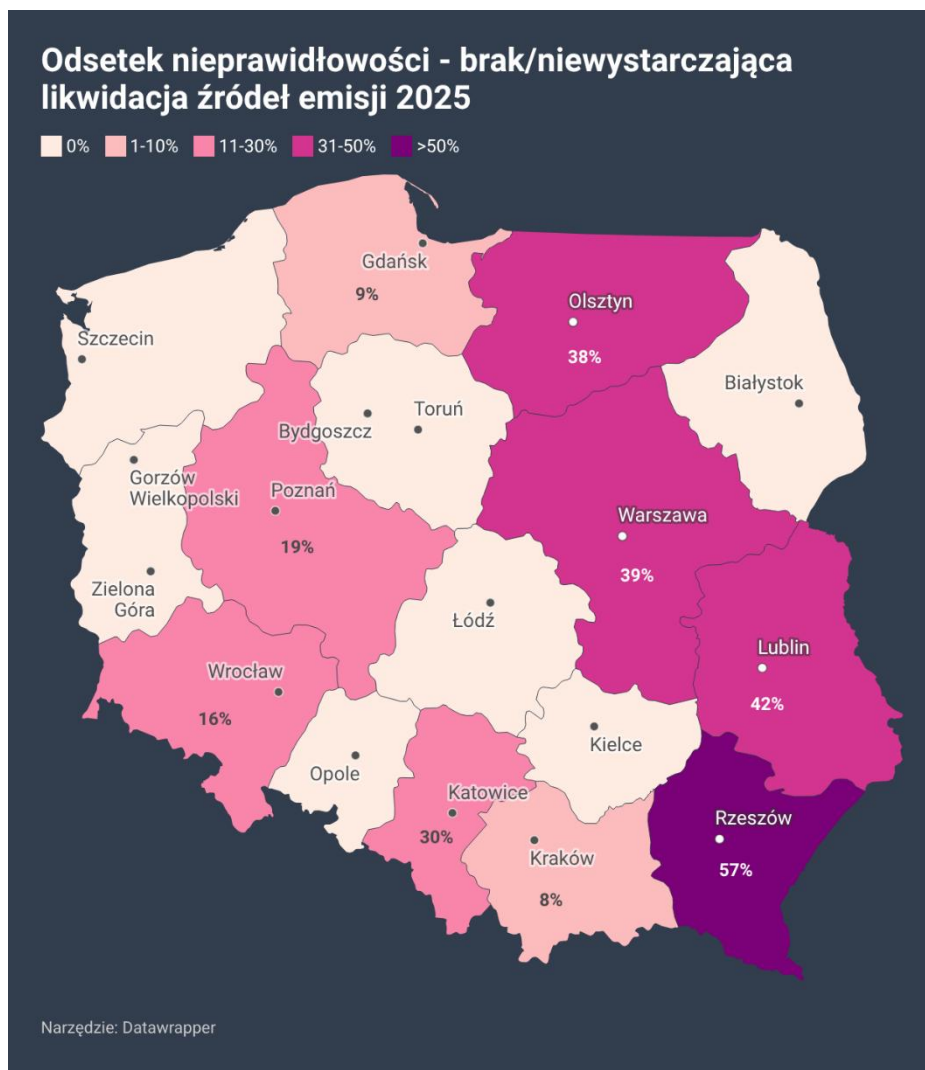 Odsetek nieprawidłowości - brak/niewystarczająca
likwidacja źródeł emisji 2025
0% 1-10% 11-30% 31-50% >50%
Gdańsk
9%
Olsztyn
38%
Szczecin
Białystok
Toruń
Bydgoszcz
Gorzów
Wielkopolski
Poznań
19%
Warszawa
39%
Zielona
Góra
Łódź
Lublin
42%
Wrocław
16%
Kielce
Opole
Katowice
30%
Rzeszów
57%
Kraków
8%
Narzędzie: Datawrapper